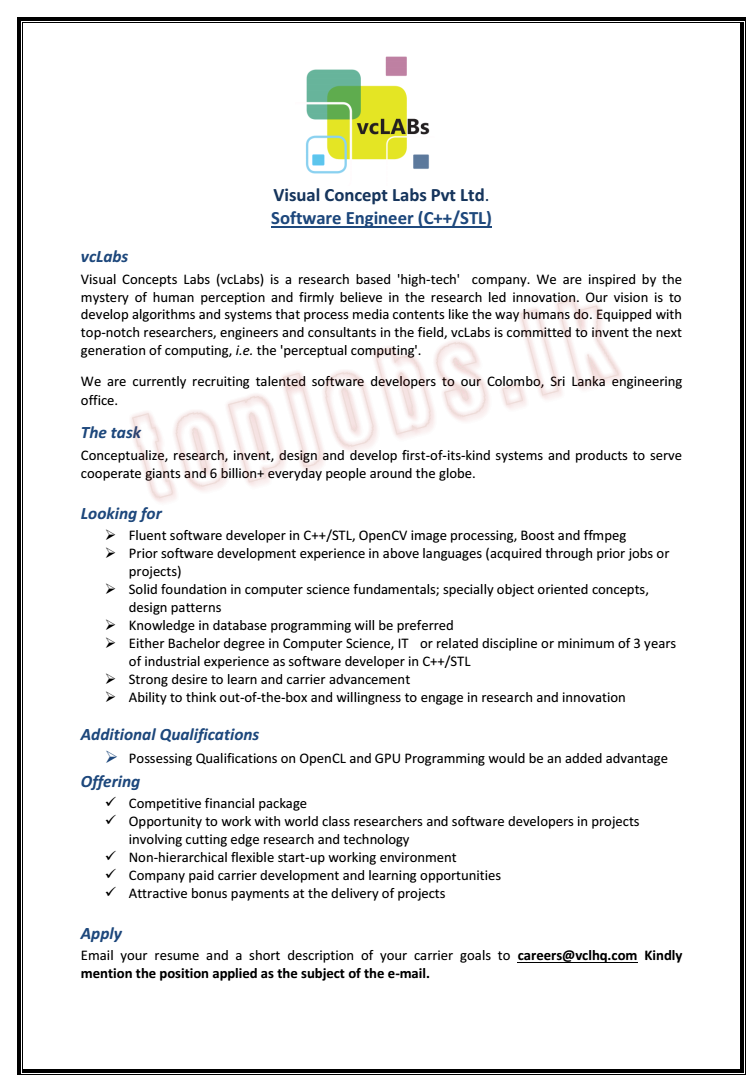 vcLABs
Visual Concept Labs Pvt Ltd.
Software Engineer (C++/STL)
vcLabs
Visual Concepts Labs (vcLabs) is a research based 'high-tech' company. We are inspired by the
mystery of human perception and firmly believe in the research led innovation. Our vision is to
develop algorithms and systems that process media contents like the way humans do. Equipped with
top-notch researchers, engineers and consultants in the field, vcLabs is committed to invent the next
generation of computing, i.e. the 'perceptual computing'.
We are currently recruiting talented software developers to our Colombo, Sri Lanka engineering
office.
topjobs.lk
The task
Conceptualize, research, invent, design and develop first-of-its-kind systems and products to serve
cooperate giants and 6 billion+ everyday people around the globe.
Looking for
➢ Fluent software developer in C++/STL, OpenCV image processing, Boost and ffmpeg
➢ Prior software development experience in above languages (acquired through prior jobs or
projects)
➢ Solid foundation in computer science fundamentals; specially object oriented concepts,
design patterns
➢ Knowledge in database programming will be preferred
➢ Either Bachelor degree in Computer Science, IT or related discipline or minimum of 3 years
of industrial experience as software developer in C++/STL
➢ Strong desire to learn and carrier advancement
➢ Ability to think out-of-the-box and willingness to engage in research and innovation
Additional Qualifications
➢ Possessing Qualifications on OpenCL and GPU Programming would be an added advantage
Offering
✓ Competitive financial package
✓ Opportunity to work with world class researchers and software developers in projects
involving cutting edge research and technology
✓ Non-hierarchical flexible start-up working environment
✓ Company paid carrier development and learning opportunities
✓ Attractive bonus payments at the delivery of projects
Apply
Email your resume and a short description of your carrier goals to careers@vclhq.com Kindly
mention the position applied as the subject of the e-mail.